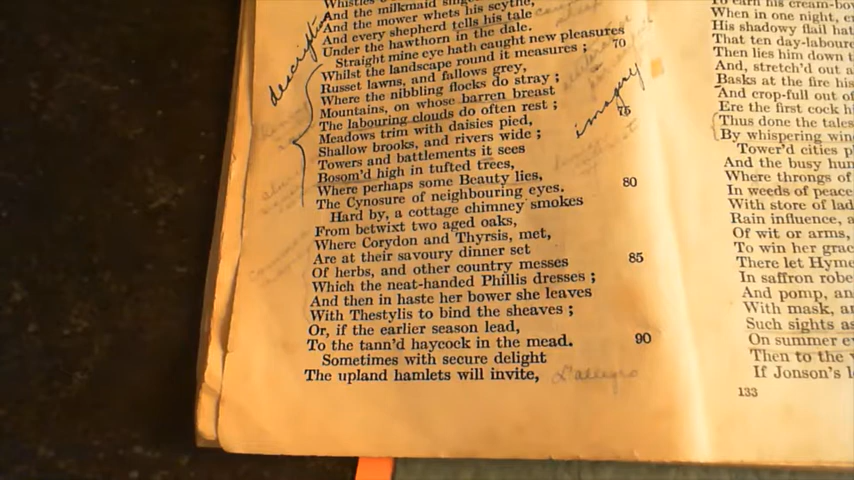 And the milkmaid
And the mower whets his scythe,
And every shepherd tells his tale
Under the hawthorn in the dale.
Straight mine eye hath caught new pleasures
Whilst the landscape round it measures; 70
Russet lawns, and fallows grey,
Where the nibbling flocks do stray;
Mountains, on whose barren breast
The labouring clouds do often rest;
Meadows trim with daisies pied, 75
Shallow brooks, and rivers wide;
Towers and battlements it sees
Bosom'd high in tufted trees,
Where perhaps some Beauty lies,
The Cynosure of neighbouring eyes. 80
Hard by, a cottage chimney smokes
From betwixt two aged oaks,
Where Corydon and Thyrsis, met,
Are at their savoury dinner set
Of herbs, and other country messes 85
Which the neat-handed Phillis dresses;
And then in haste her bower she leaves
With Thestylis to bind the sheaves;
Or, if the earlier season lead,
To the tann'd haycock in the mead. 90
Sometimes with secure delight
The upland hamlets will invite,
L'allegro
description
imagery
When in one night, e
His shadowy flail hat
That ten day-laboure
Then lies him down t
And, stretch'd out a
Basks at the fire his
And crop-full out of
Ere the first cock h
Thus done the tales
By whispering wind
Tower'd cities p
And the busy hum
Where throngs of
In weeds of peace
With store of lad
Rain influence, a
Of wit or arms,
To win her grac
There let Hyme
In saffron robe
And pomp, an
With mask, an
Such sights as
On summer ev
Then to the
If Jonson's l
133